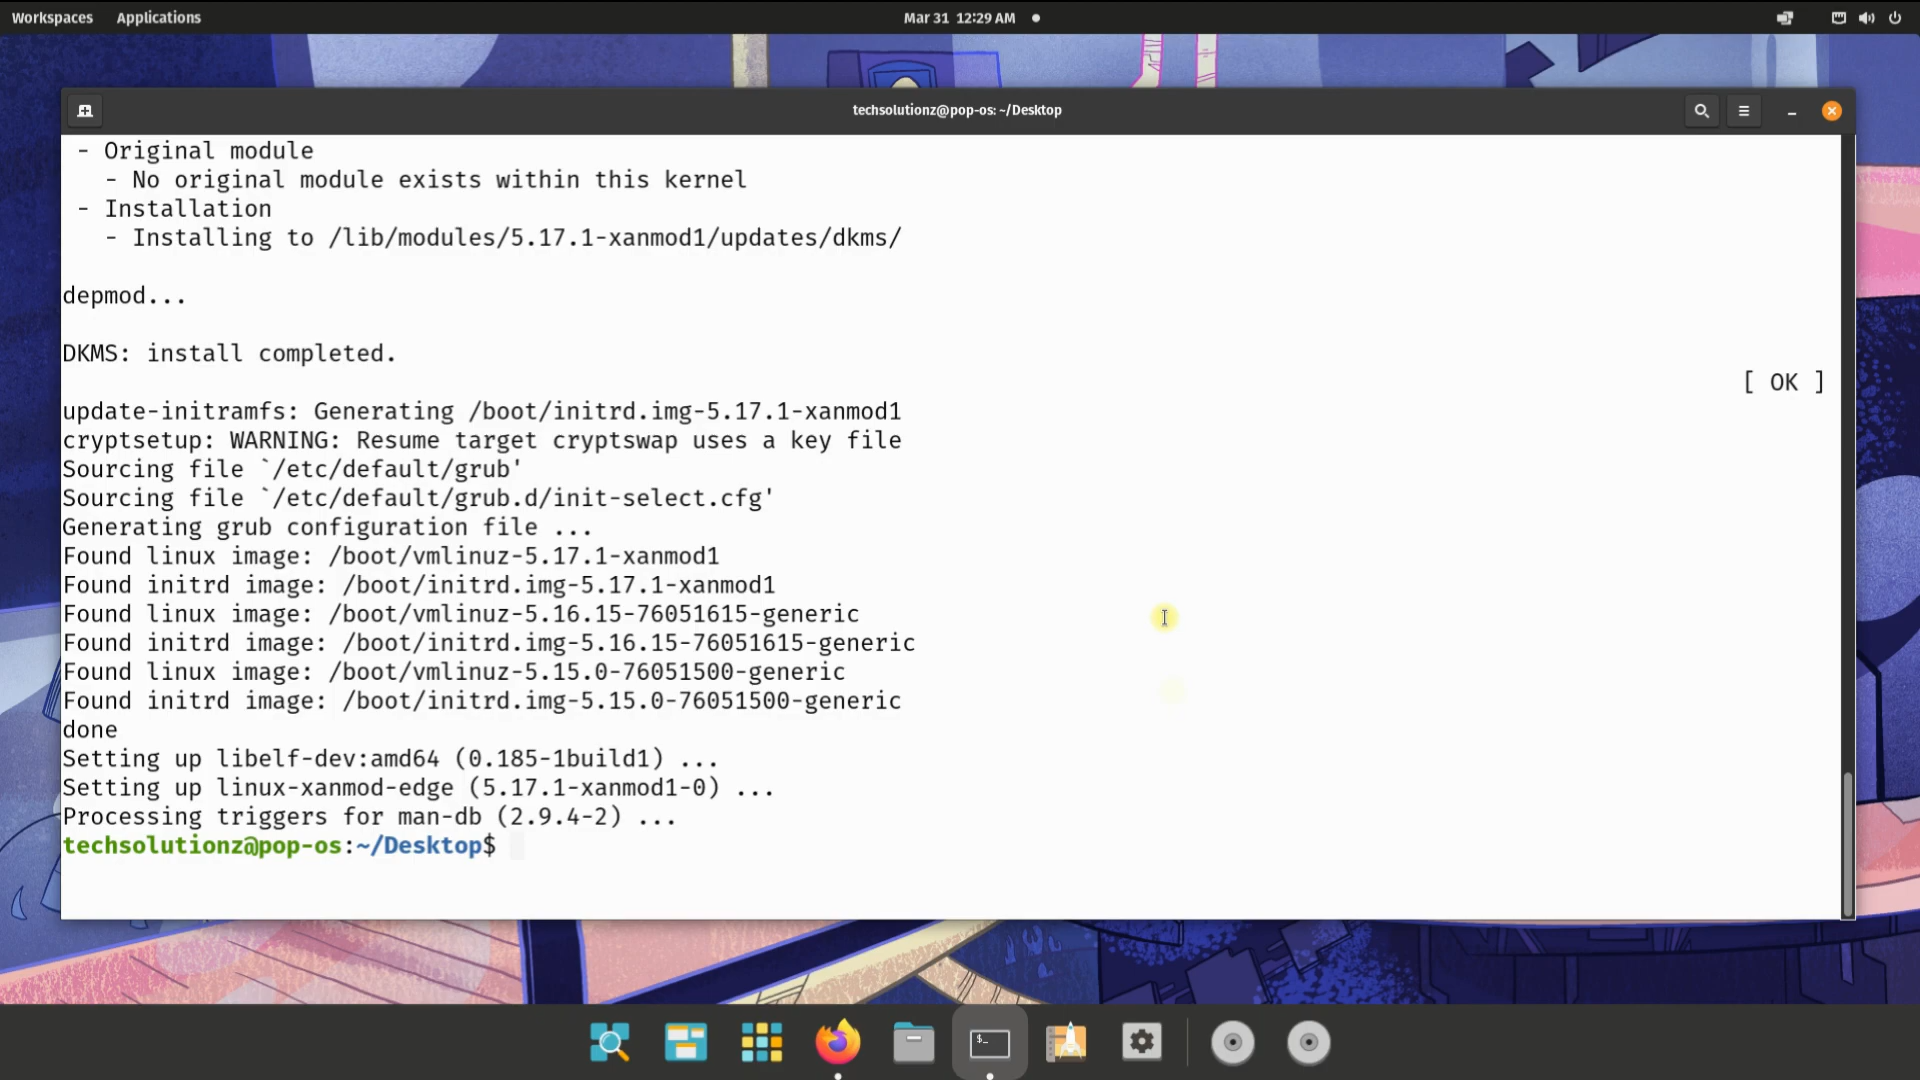 Workspaces Applications Mar 31 12:29 AM
techsolutionz@pop-os: ~/Desktop
- Original module
- No original module exists within this kernel
- Installation
- Installing to /lib/modules/5.17.1-xanmod1/updates/dkms/
depmod...
DKMS: install completed.
[ OK ]
update-initramfs: Generating /boot/initrd.img-5.17.1-xanmod1
cryptsetup: WARNING: Resume target cryptswap uses a key file
Sourcing file `/etc/default/grub'
Sourcing file `/etc/default/grub.d/init-select.cfg'
Generating grub configuration file ...
Found linux image: /boot/vmlinuz-5.17.1-xanmod1
Found initrd image: /boot/initrd.img-5.17.1-xanmod1
Found linux image: /boot/vmlinuz-5.16.15-76051615-generic
Found initrd image: /boot/initrd.img-5.16.15-76051615-generic
Found linux image: /boot/vmlinuz-5.15.0-76051500-generic
Found initrd image: /boot/initrd.img-5.15.0-76051500-generic
done
Setting up libelf-dev:amd64 (0.185-1build1) ...
Setting up linux-xanmod-edge (5.17.1-xanmod1-0) ...
Processing triggers for man-db (2.9.4-2) ...
techsolutionz@pop-os:~/Desktop$
$_